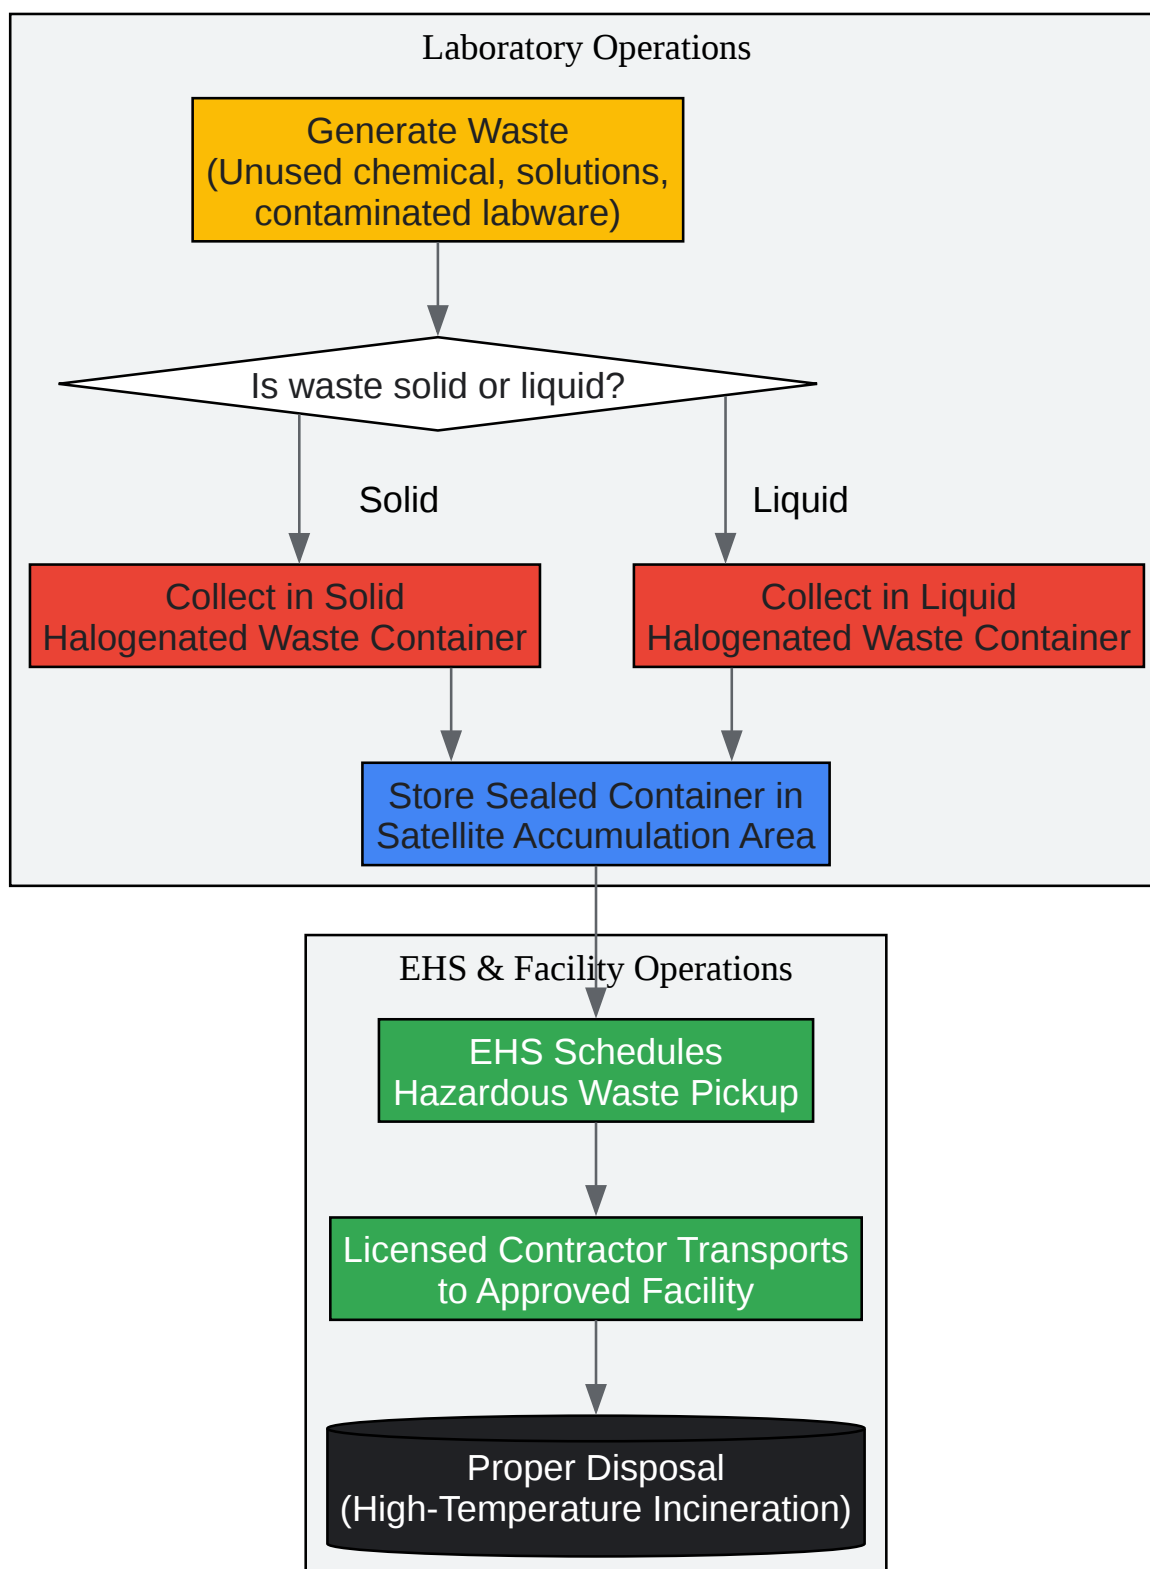 Laboratory Operations
Generate Waste
(Unused chemical, solutions,
contaminated labware)
Is waste solid or liquid?
Solid
Liquid
Collect in Solid
Halogenated Waste Container
Collect in Liquid
Halogenated Waste Container
Store Sealed Container in
Satellite Accumulation Area
EHS & Facility Operations
EHS Schedules
Hazardous Waste Pickup
Licensed Contractor Transports
to Approved Facility
Proper Disposal
(High-Temperature Incineration)